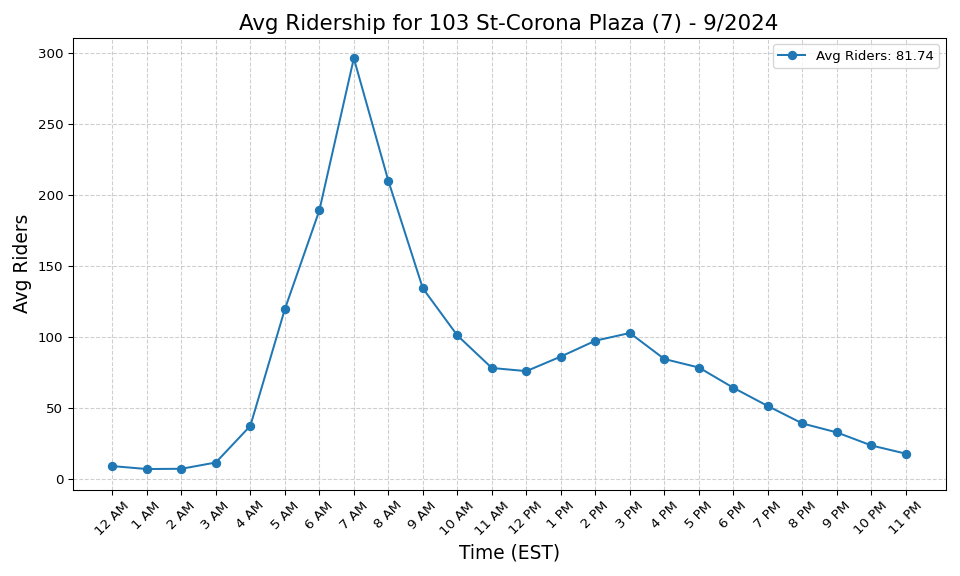 Avg Ridership for 103 St-Corona Plaza (7) - 9/2024
Avg Riders: 81.74
300
250
200
150
100
50
0
Avg Riders
12 AM
1 AM
2 AM
3 AM
4 AM
5 AM
6 AM
7 AM
8 AM
9 AM
10 AM
11 AM
12 PM
1 PM
2 PM
3 PM
4 PM
5 PM
6 PM
7 PM
8 PM
9 PM
10 PM
11 PM
Time (EST)